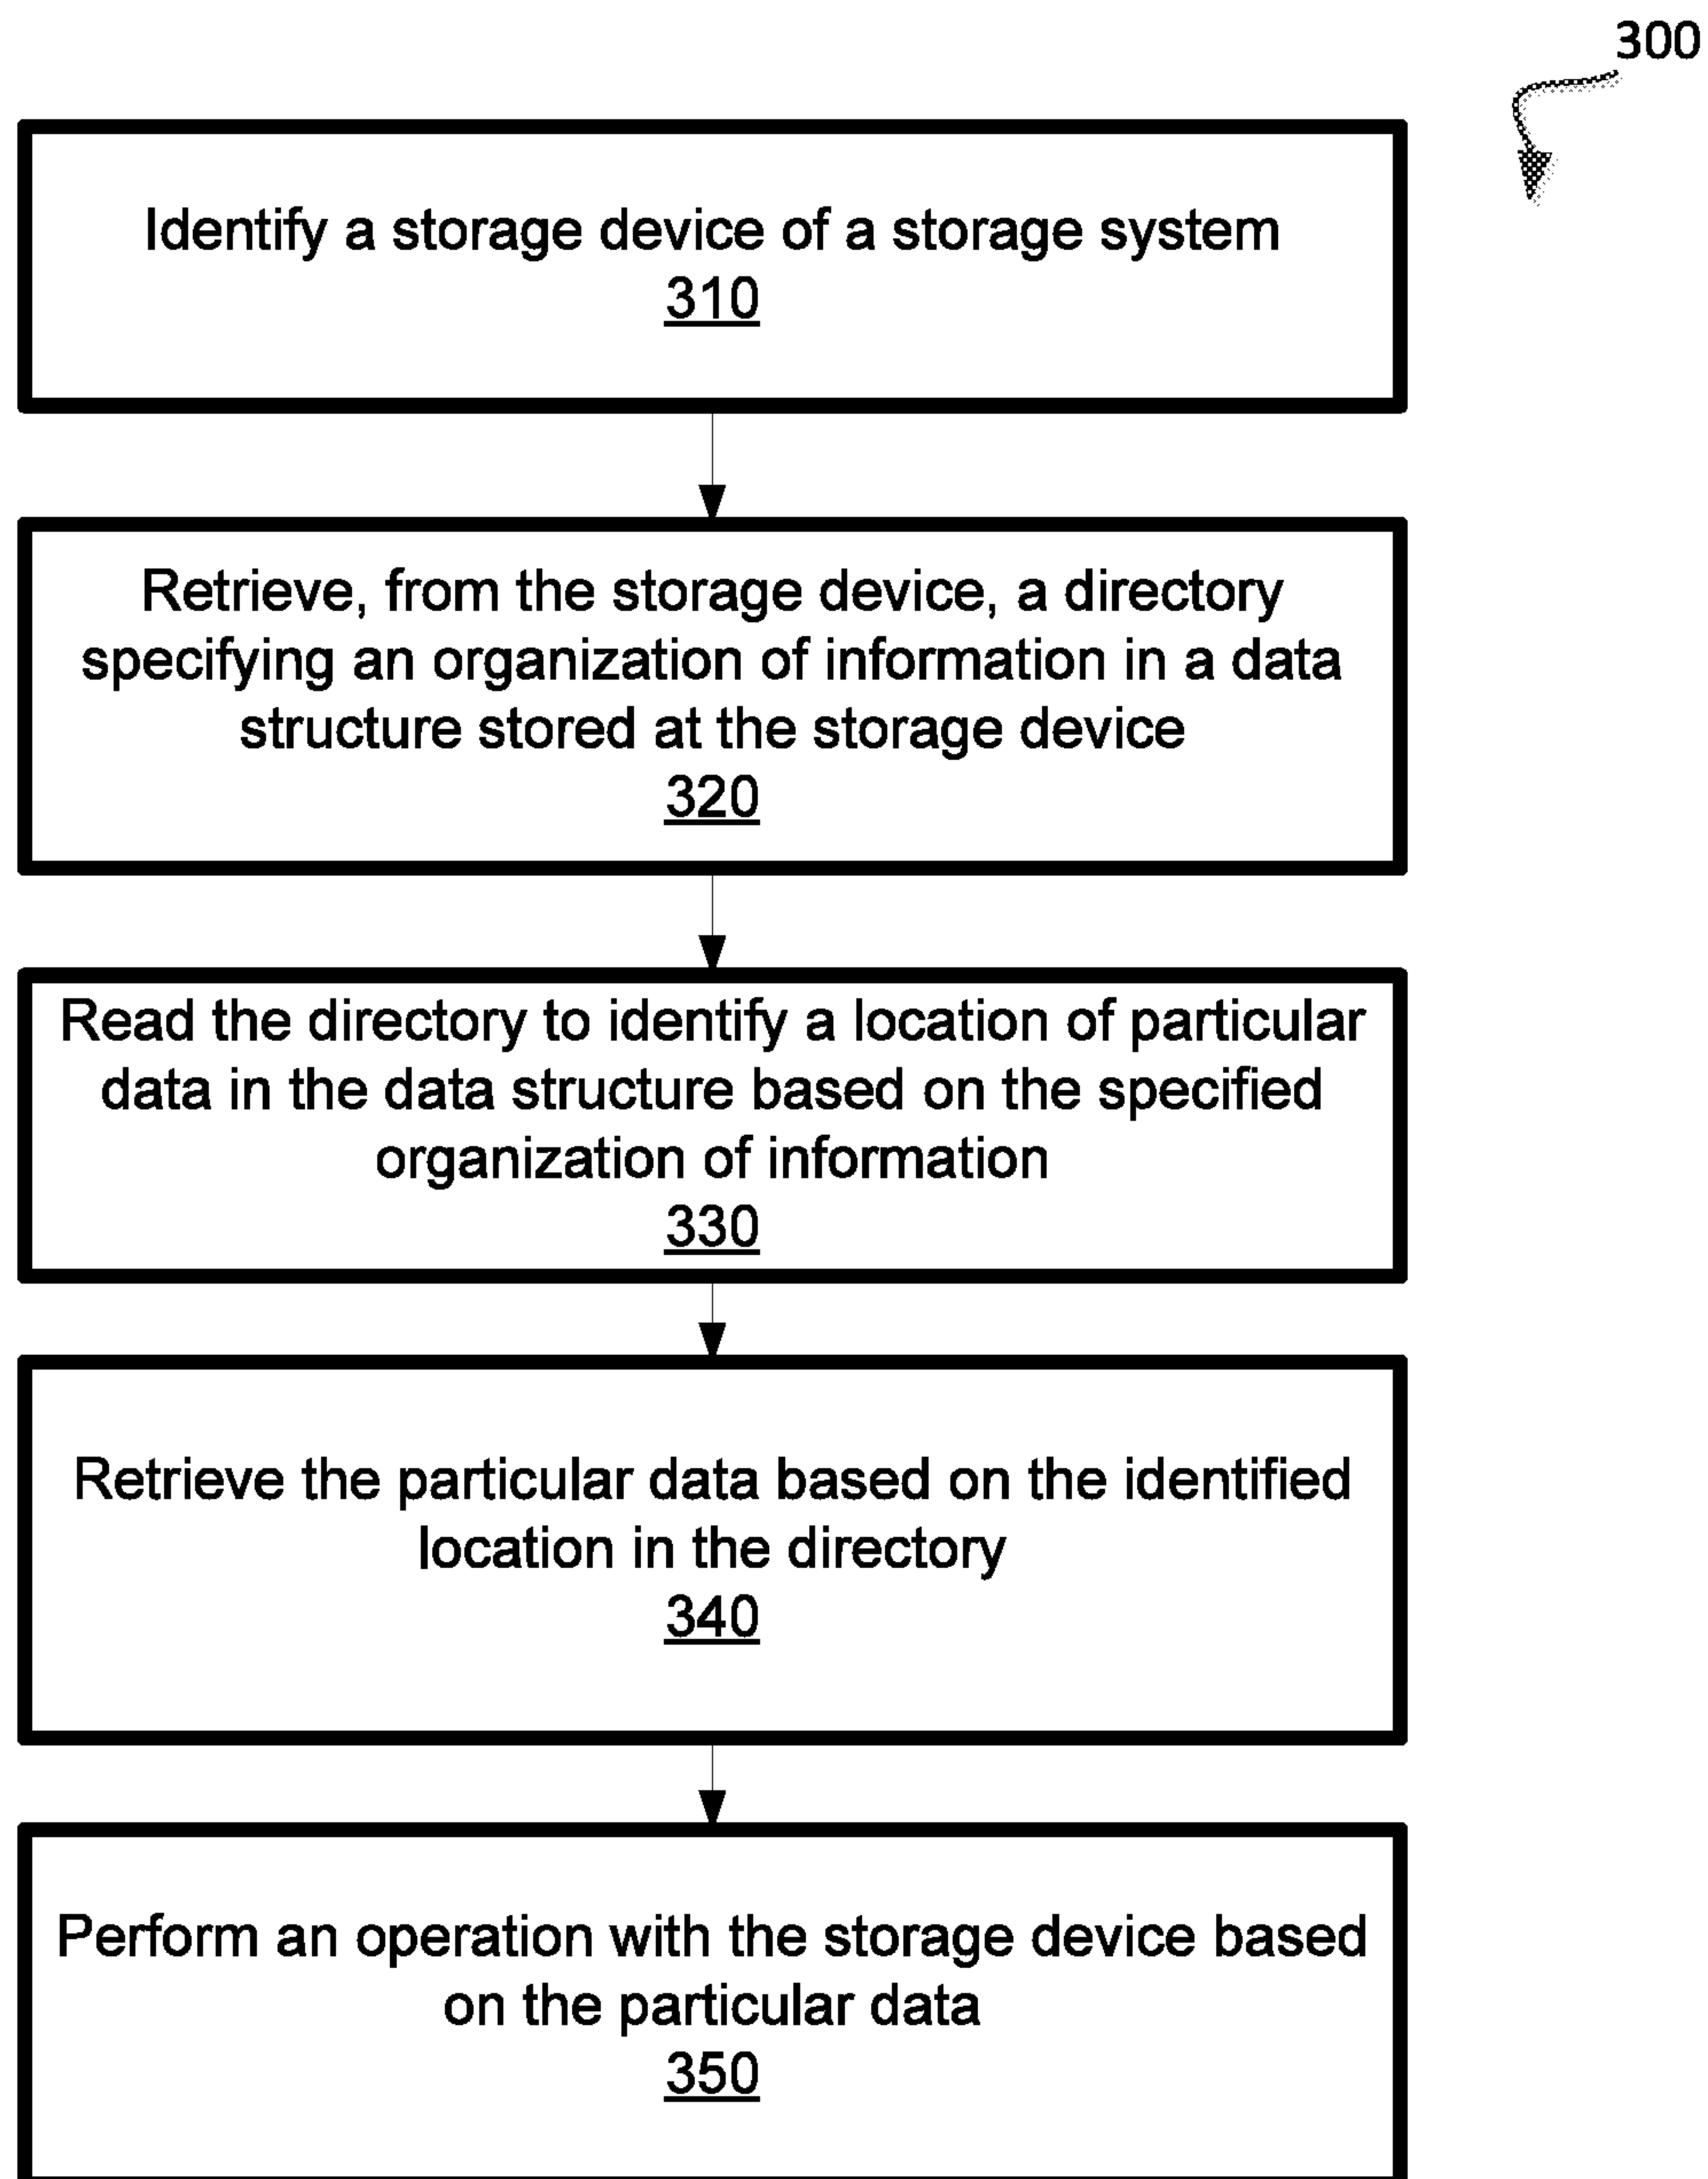 300
Identify a storage device of a storage system
310
Retrieve, from the storage device, a directory
specifying an organization of information in a data
structure stored at the storage device
320
Read the directory to identify a location of particular
data in the data structure based on the specified
organization of information
330
Retrieve the particular data based on the identified
location in the directory
340
Perform an operation with the storage device based
on the particular data
350